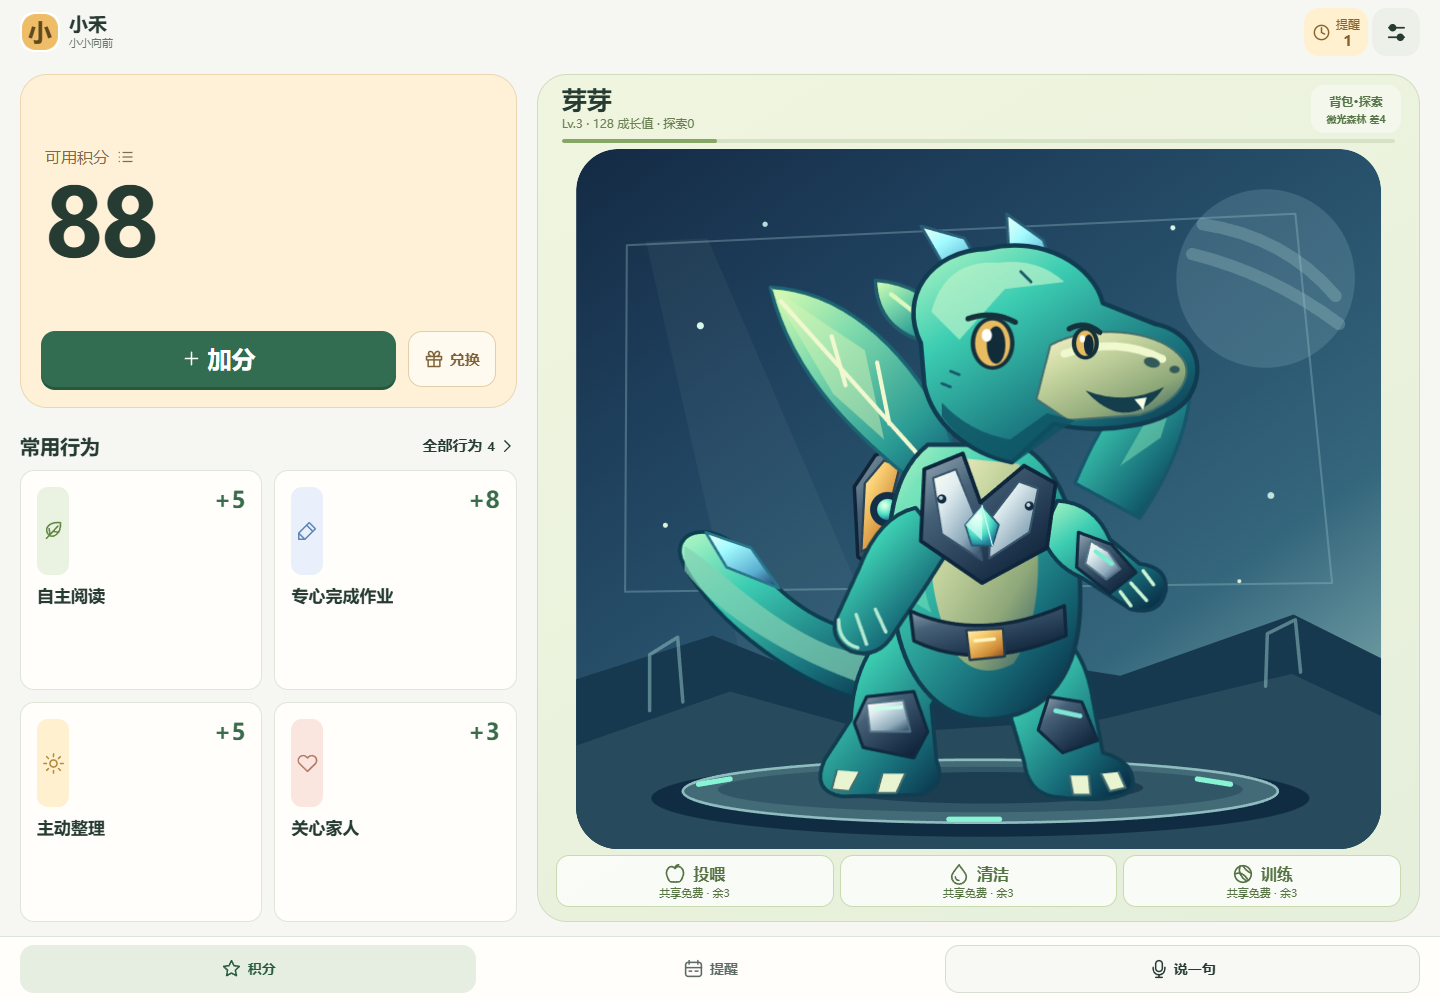 小
小禾
小小向前
提醒
1
可用积分
88
+ 加分
兑换
常用行为
全部行为 4
+5
自主阅读
+8
专心完成作业
+5
主动整理
+3
关心家人
芽芽
Lv.3 · 128 成长值 · 探索0
背包•探索
微光森林 差4
投喂
共享免费 · 余3
清洁
共享免费 · 余3
训练
共享免费 · 余3
积分
提醒
说一句